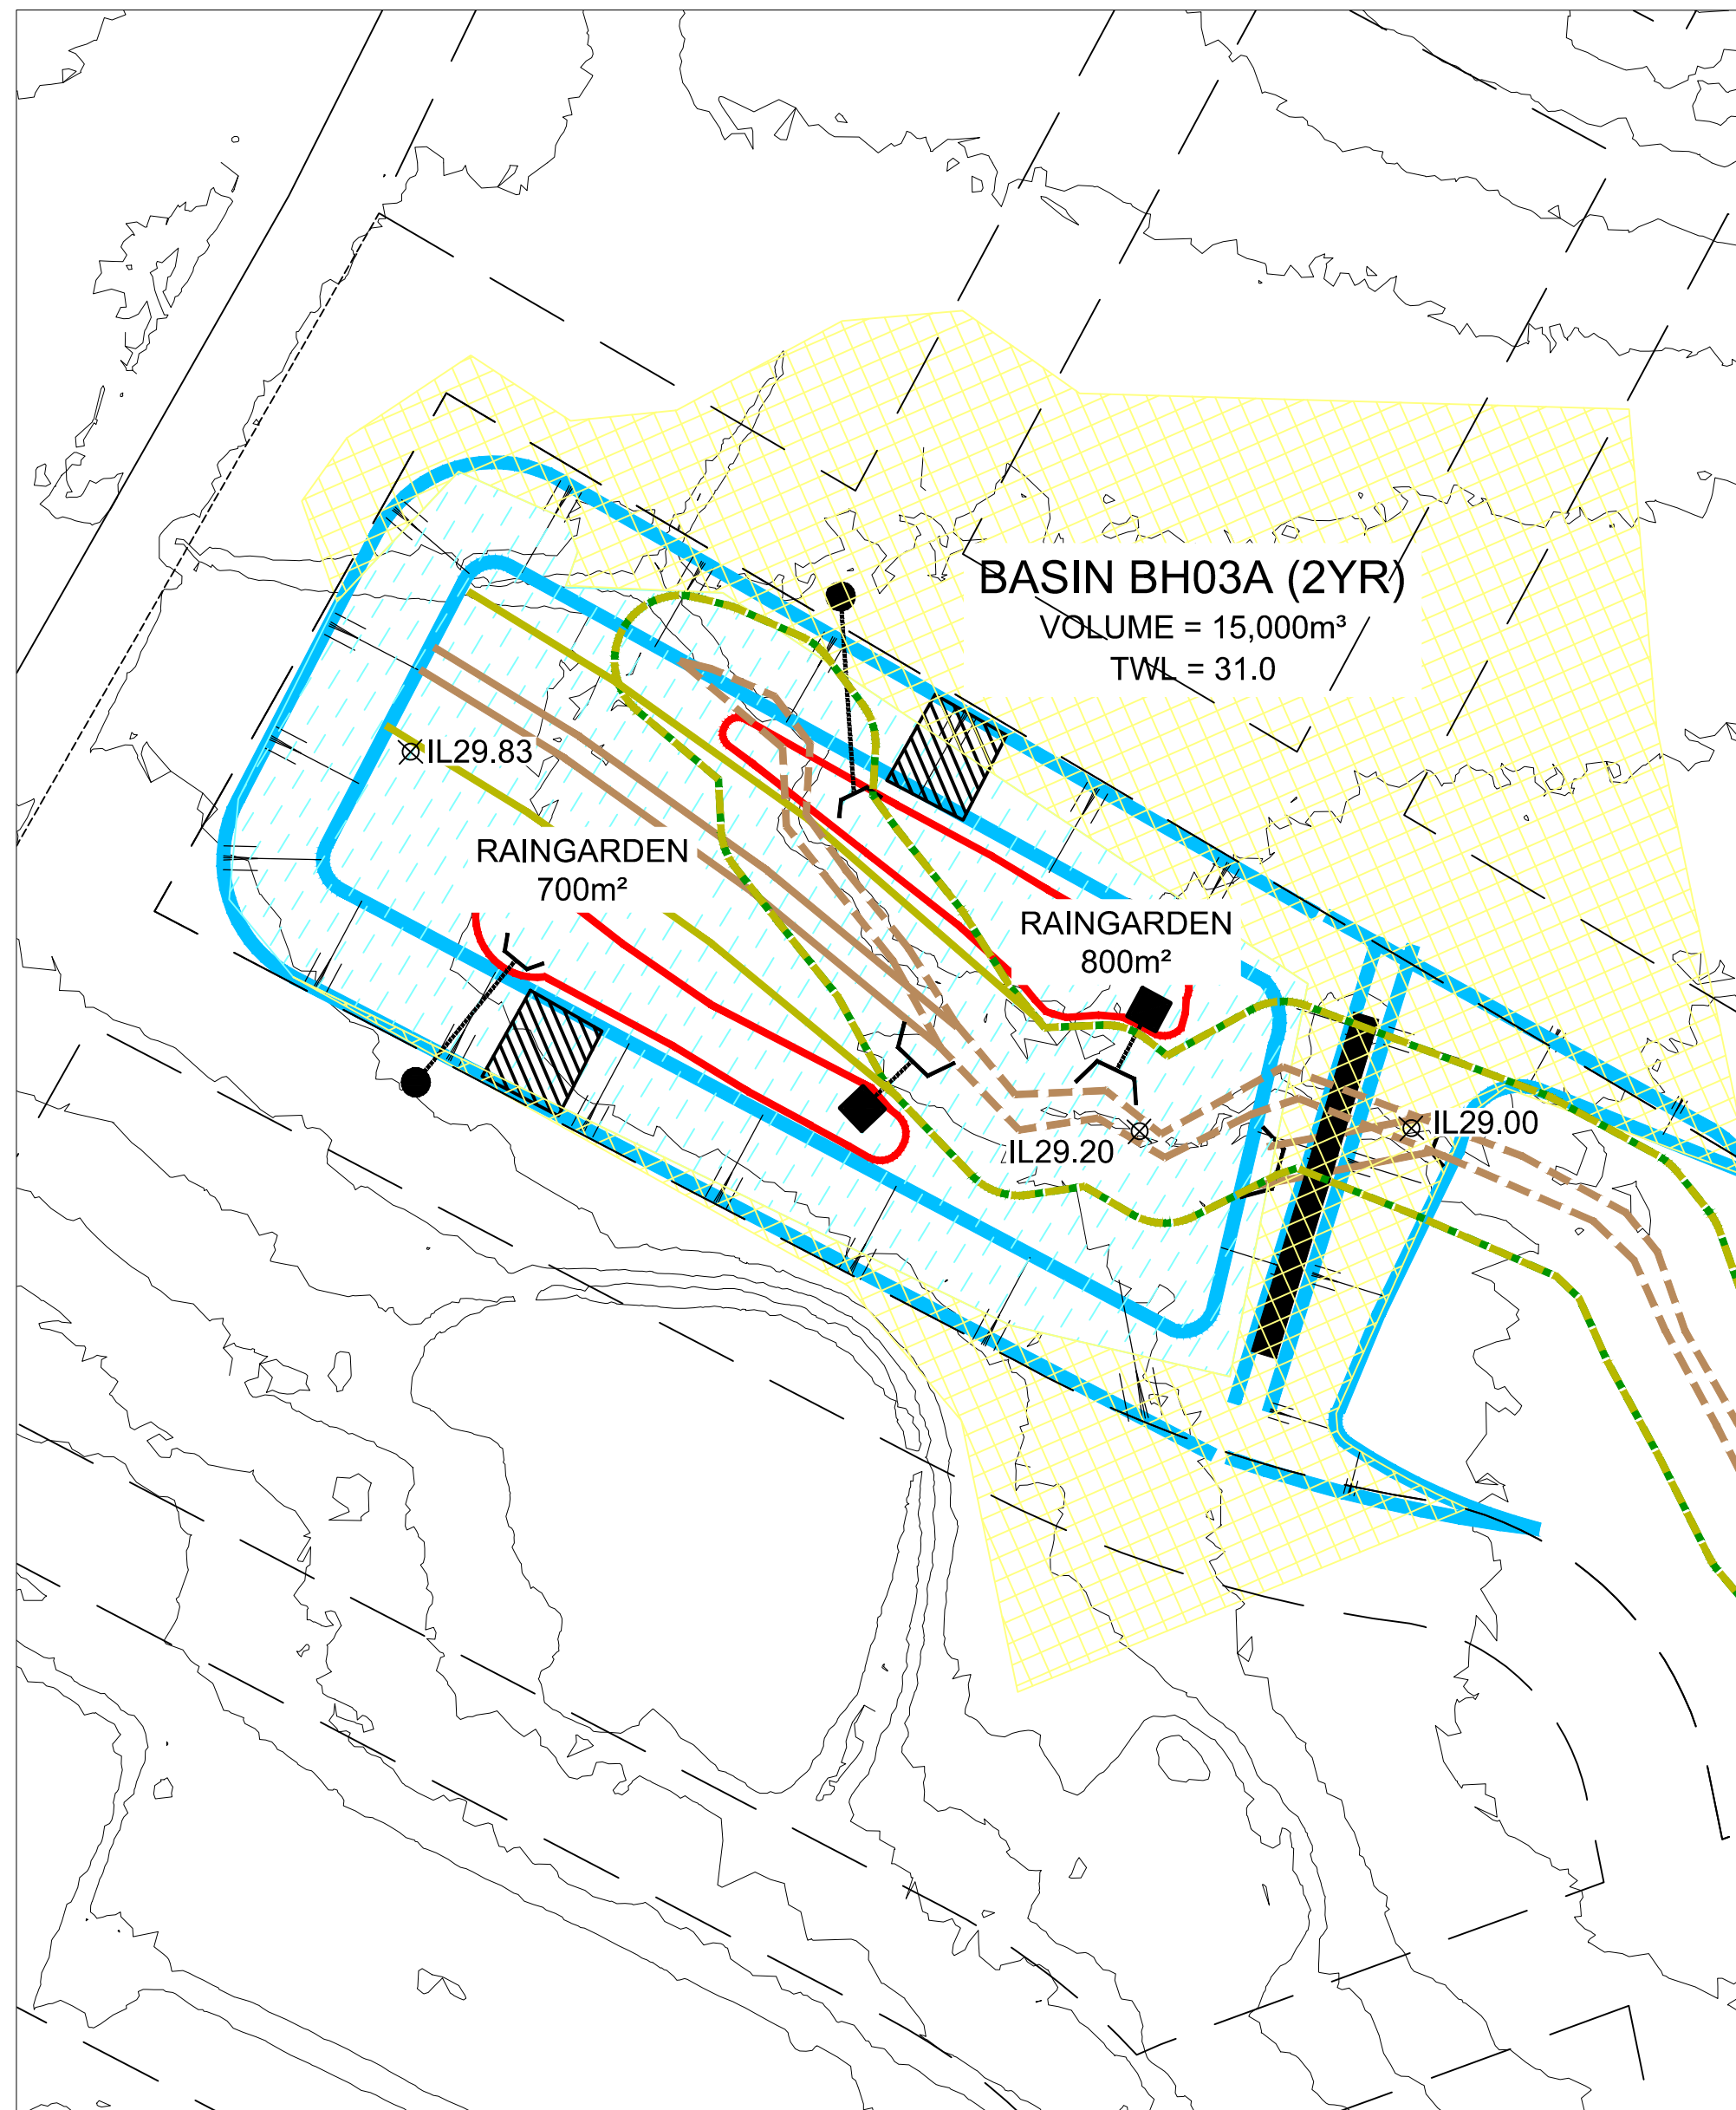 BASIN BH03A (2YR)
VOLUME = 15,000m³
TWL = 31.0
IL29.83
RAINGARDEN
700m²
RAINGARDEN
800m²
IL29.00
IL29.20